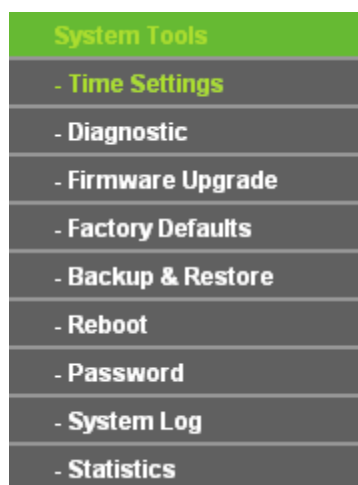 System Tools
- Time Settings
- Diagnostic
- Firmware Upgrade
- Factory Defaults
- Backup & Restore
- Reboot
- Password
- System Log
- Statistics